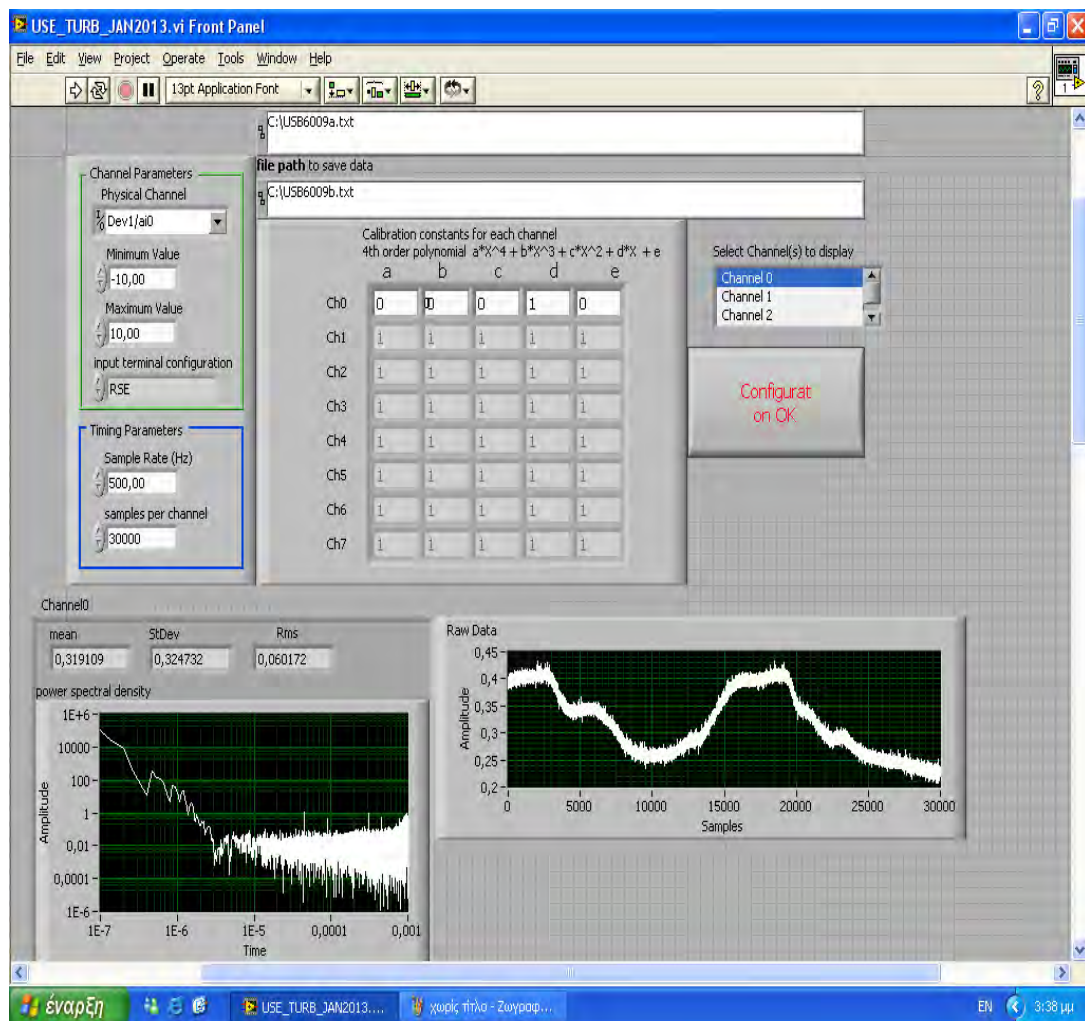 USE_TURB_JAN2013.vi Front Panel
File Edit View Project Operate Tools Window Help
13pt Application Font
1
C:\USB6009a.txt
file path to save data
C:\USB6009b.txt
Channel Parameters
Physical Channel
Dev1/ai0
Minimum Value
-10,00
Maximum Value
10,00
input terminal configuration
RSE
Timing Parameters
Sample Rate (Hz)
500,00
samples per channel
30000
Calibration constants for each channel
4th order polynomial a*X^4 + b*X^3 + c*X^2 + d*X + e
a b c d e
Ch0 0 0 0 1 0
Ch1 1 1 1 1 1
Ch2 1 1 1 1 1
Ch3 1 1 1 1 1
Ch4 1 1 1 1 1
Ch5 1 1 1 1 1
Ch6 1 1 1 1 1
Ch7 1 1 1 1 1
Select Channel(s) to display
Channel 0
Channel 1
Channel 2
Configurat
on OK
Channel0
mean StDev Rms
0,319109 0,324732 0,060172
power spectral density
1E+6
10000
100
1
0,01
0,0001
1E-6
Amplitude
1E-7 1E-6 1E-5 0,0001 0,001
Time
Raw Data
0,45
0,4
0,35
0,3
0,25
0,2
Amplitude
0 5000 10000 15000 20000 25000 30000
Samples
έναρξη
USE_TURB_JAN2013....
χωρίς τίτλο - Ζωγραφ...
EN
3:38 μμ